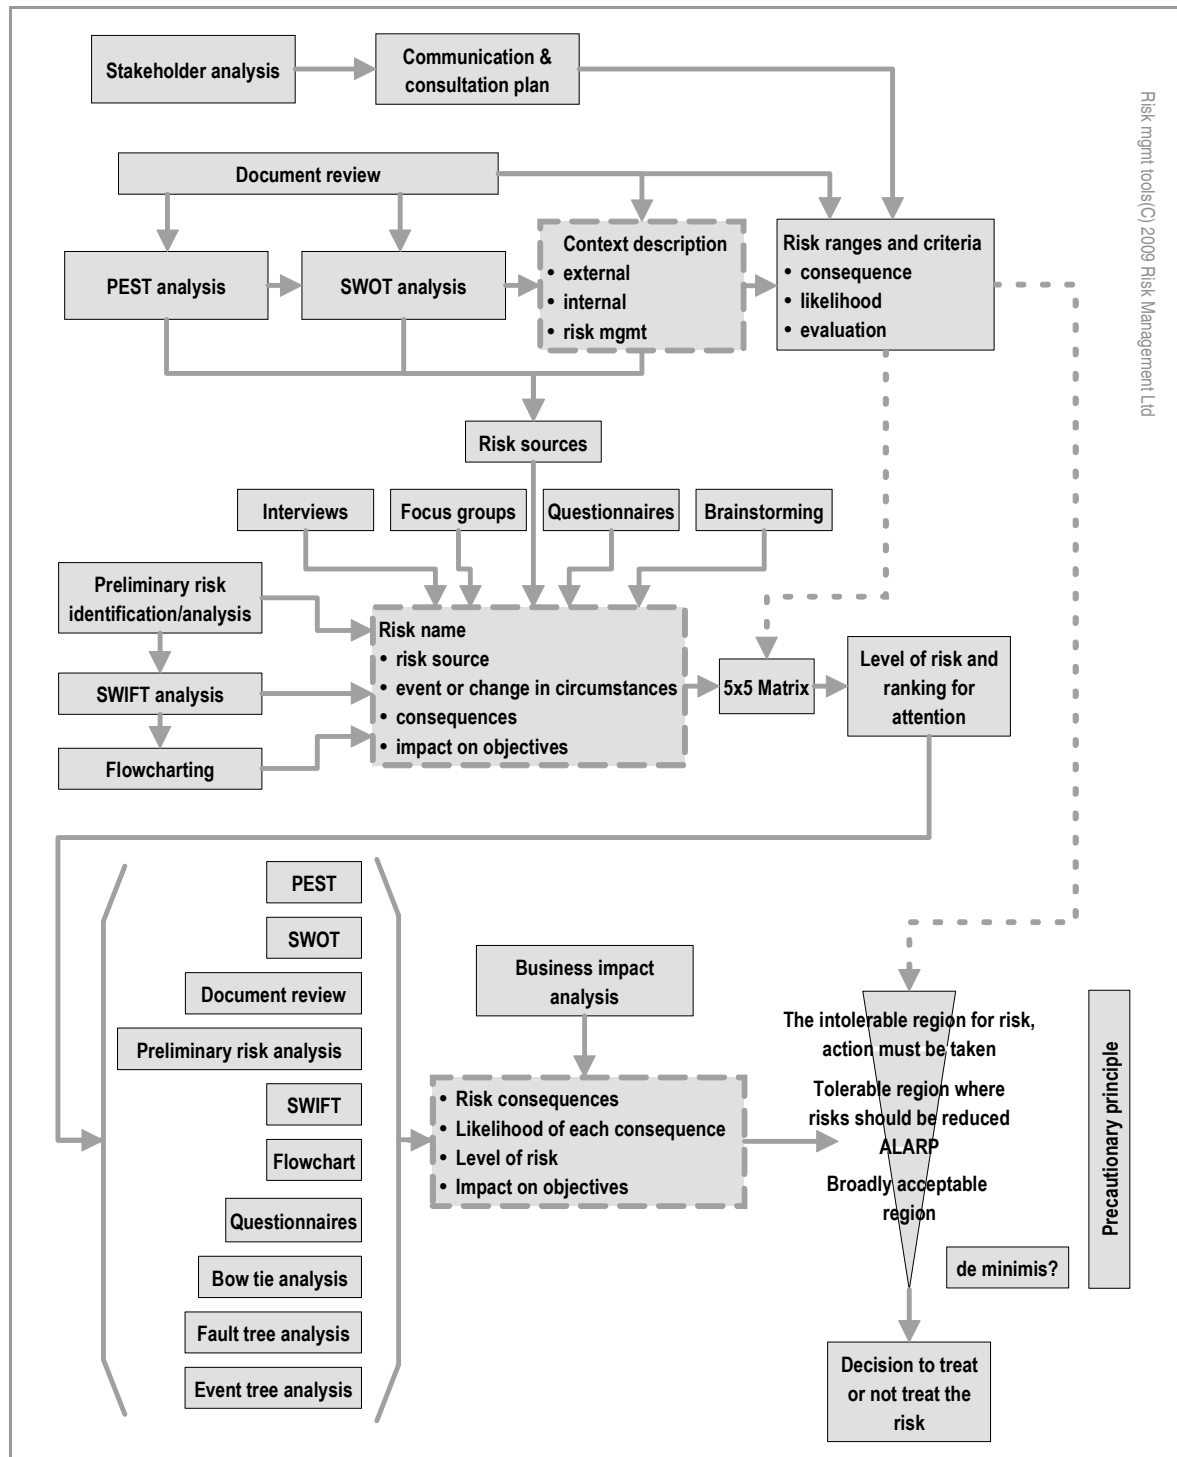 Stakeholder analysis
Communication &
consultation plan
Risk mgmt tools(C) 2009 Risk Management Ltd
Document review
PEST analysis
SWOT analysis
Context description
• external
• internal
• risk mgmt
Risk ranges and criteria
• consequence
• likelihood
• evaluation
Risk sources
Interviews
Focus groups
Questionnaires
Brainstorming
Preliminary risk
identification/analysis
SWIFT analysis
Flowcharting
Risk name
• risk source
• event or change in circumstances
• consequences
• impact on objectives
5x5 Matrix
Level of risk and
ranking for
attention
PEST
SWOT
Document review
Preliminary risk analysis
SWIFT
Flowchart
Questionnaires
Bow tie analysis
Fault tree analysis
Event tree analysis
Business impact
analysis
• Risk consequences
• Likelihood of each consequence
• Level of risk
• Impact on objectives
The intolerable region for risk,
action must be taken
Tolerable region where
risks should be reduced
ALARP
Broadly acceptable
region
de minimis?
Precautionary principle
Decision to treat
or not treat the
risk